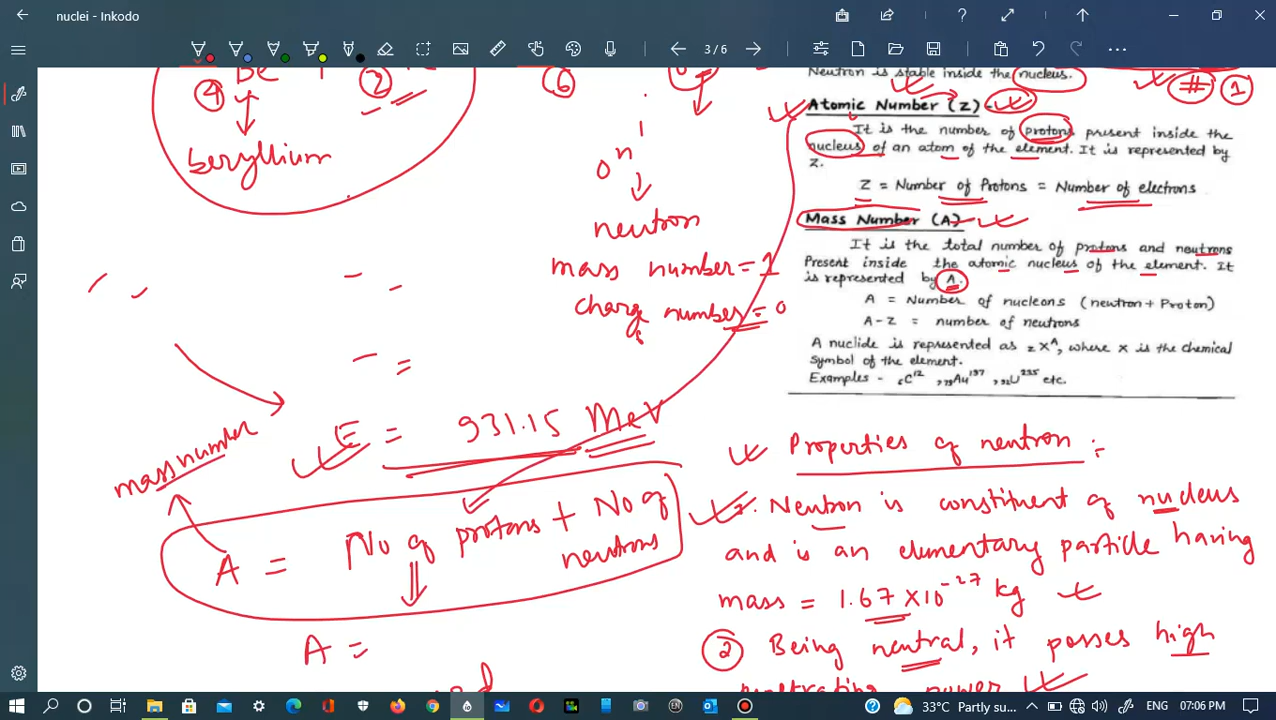 nuclei - Inkodo
3/6
Be
4
2
6
beryllium
1
0 n
neutron
mass number = 1
charg number = 0
E = 931.15 MeV
mass number
A = No of protons + No of neutrons
A =
Neutron is stable inside the nucleus.
# 1
Atomic Number (Z) -
It is the number of protons present inside the
nucleus of an atom of the element. It is represented by
Z.
Z = Number of Protons = Number of electrons
Mass Number (A)
It is the total number of protons and neutrons
Present inside the atomic nucleus of the element. It
is represented by A.
A = Number of nucleons (neutron + Proton)
A-Z = number of neutrons
A nuclide is represented as ZXᴬ, where X is the chemical
Symbol of the element.
Examples - ₆C¹², ₇₉Au¹⁹⁷, ₉₂U²³⁵ etc.
Properties of neutron :
Neutron is constituent of nucleus
and is an elementary particle having
mass = 1.67 x 10⁻²⁷ kg
2 Being neutral, it posses high
penetrating power
33°C Partly su...
ENG
07:06 PM